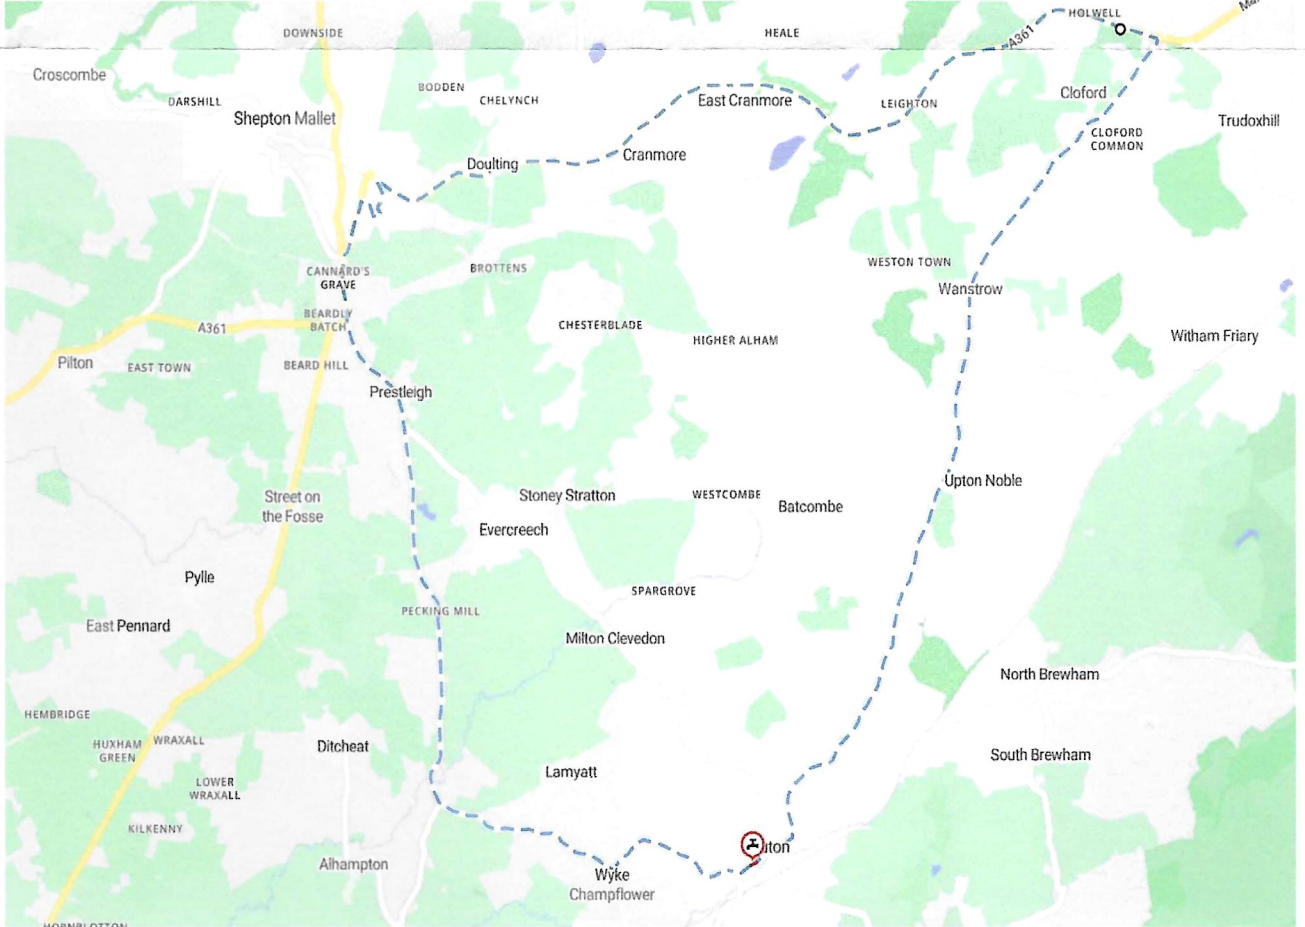 HOLWELL
DOWNSIDE
HEALE
A361
Croscombe
BODDEN
CHELYNCH
DARSHILL
East Cranmore
LEIGHTON
Cloford
Shepton Mallet
Trudoxhill
CLOFORD
COMMON
Doulting
Cranmore
WESTON TOWN
CANNARD'S
GRAVE
BROTTENS
Wanstrow
BEARDLY
BATCH
A361
CHESTERBLADE
HIGHER ALHAM
Witham Friary
Pilton
EAST TOWN
BEARD HILL
Prestleigh
Upton Noble
Street on
the Fosse
Stoney Stratton
WESTCOMBE
Batcombe
Evercreech
Pylle
SPARGROVE
PECKING MILL
East Pennard
Milton Clevedon
North Brewham
HEMBRIDGE
HUXHAM
GREEN
WRAXALL
Ditcheat
South Brewham
LOWER
WRAXALL
Lamyatt
KILKENNY
Alhampton
uton
Wyke
Champflower
HORNBLOTTON